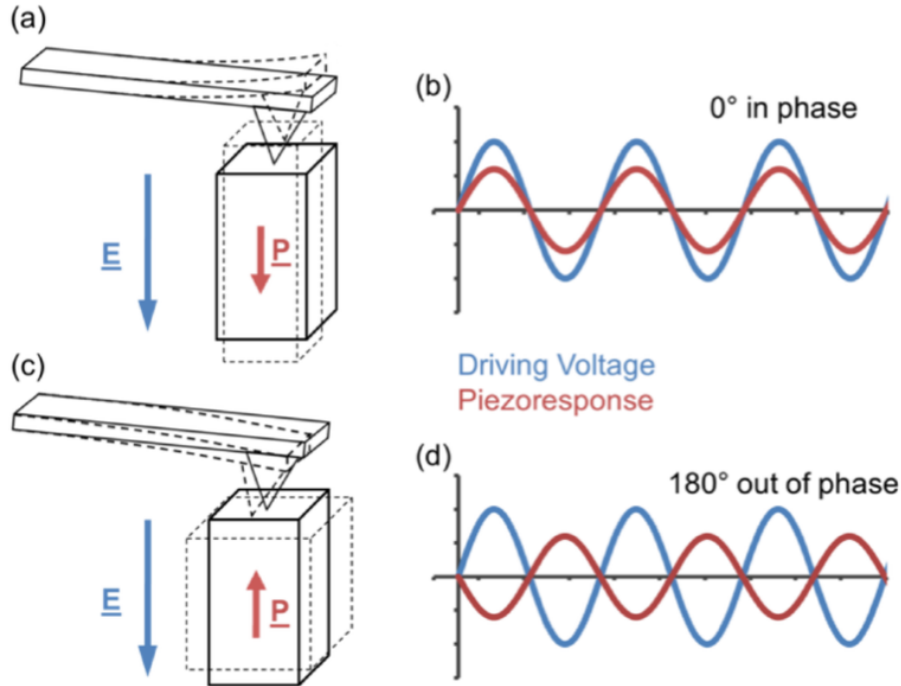 (a)
E
P
(b)
0° in phase
Driving Voltage
Piezoresponse
(c)
E
P
(d)
180° out of phase